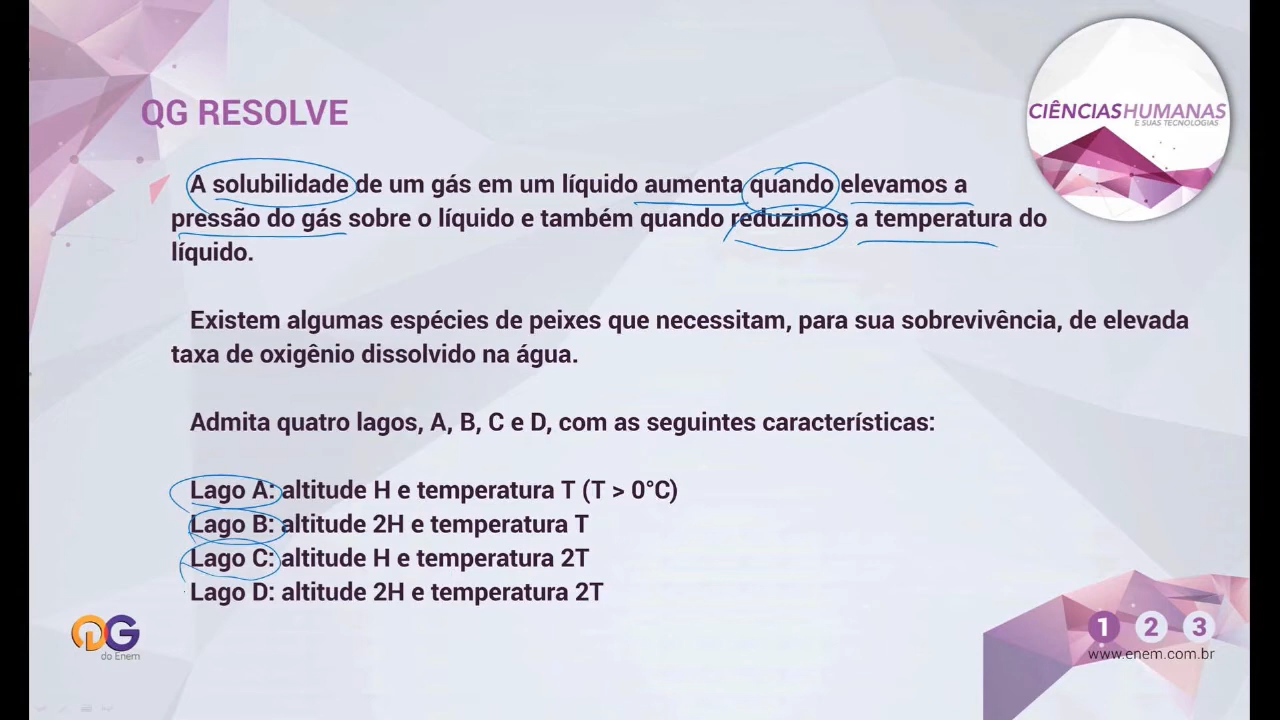 QG RESOLVE
CIÊNCIASHUMANAS
E SUAS TECNOLOGIAS
A solubilidade de um gás em um líquido aumenta quando elevamos a
pressão do gás sobre o líquido e também quando reduzimos a temperatura do
líquido.
Existem algumas espécies de peixes que necessitam, para sua sobrevivência, de elevada
taxa de oxigênio dissolvido na água.
Admita quatro lagos, A, B, C e D, com as seguintes características:
Lago A: altitude H e temperatura T (T > 0°C)
Lago B: altitude 2H e temperatura T
Lago C: altitude H e temperatura 2T
Lago D: altitude 2H e temperatura 2T
QG
do Enem
1 2 3
www.enem.com.br